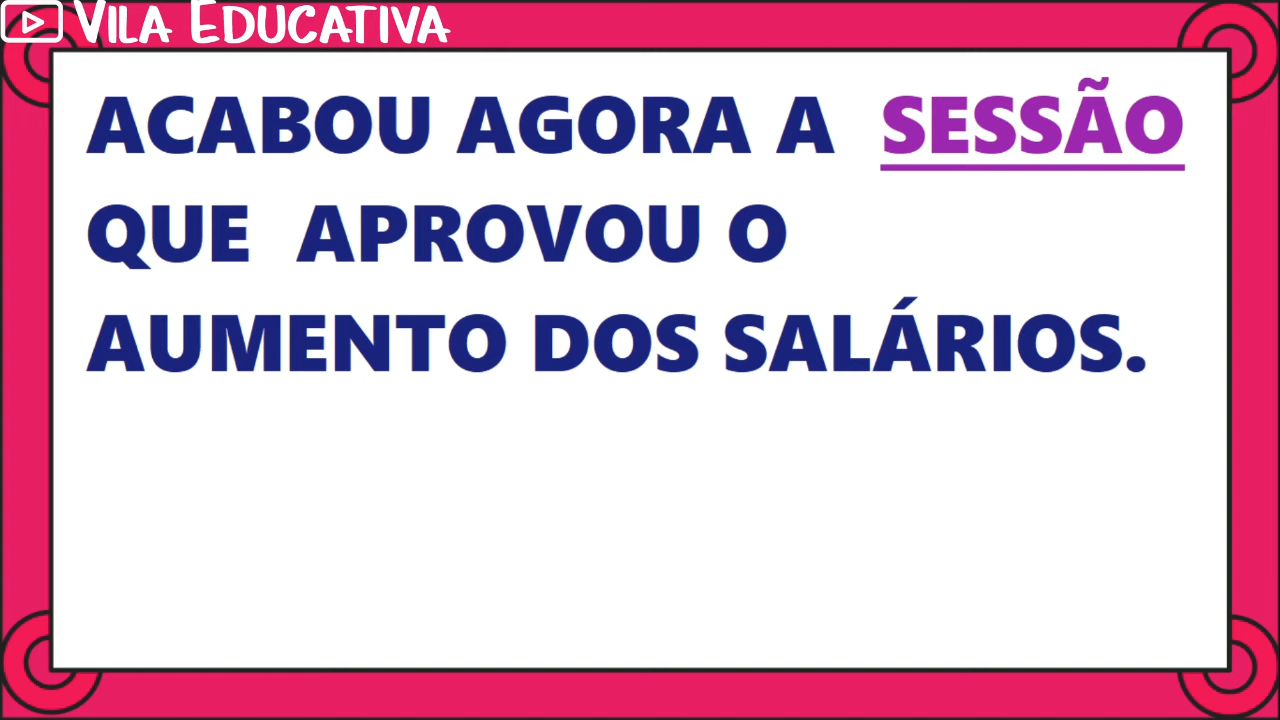 VILA EDUCATIVA
ACABOU AGORA A SESSÃO
QUE APROVOU O
AUMENTO DOS SALÁRIOS.